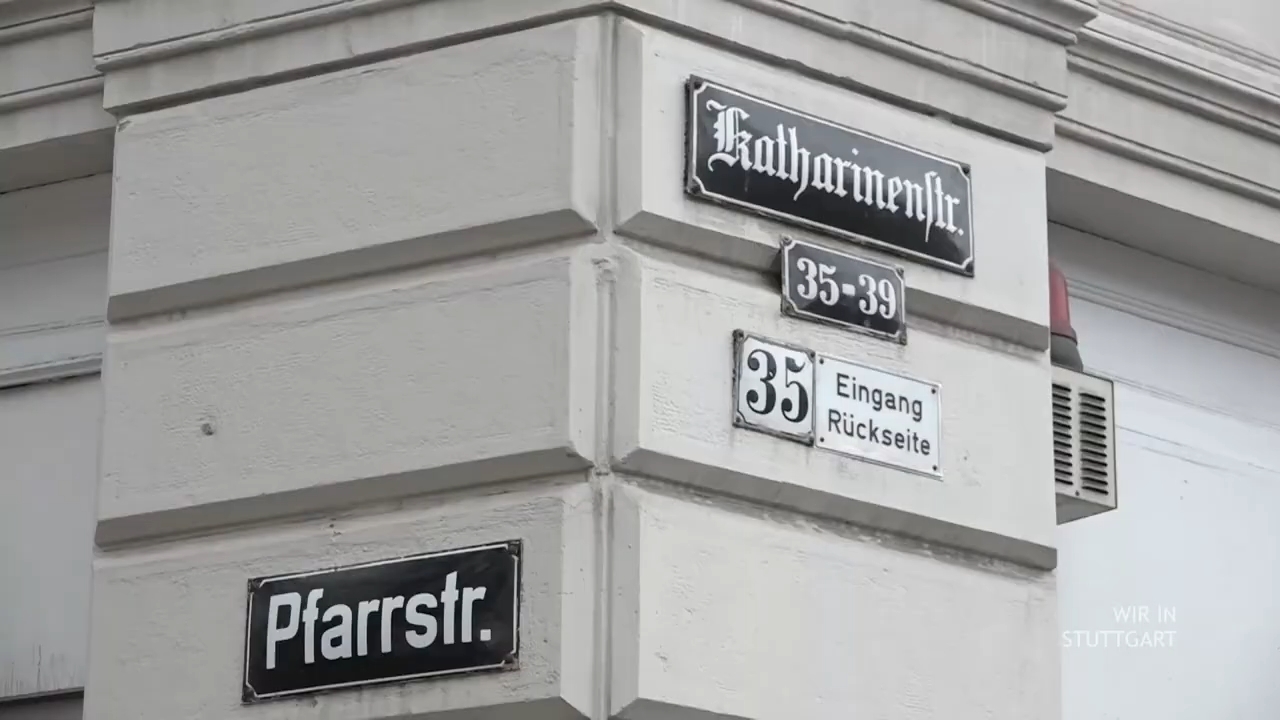 Katharinenſtr.
35-39
35
Eingang
Rückseite
Pfarrstr.
WIR IN
STUTTGART